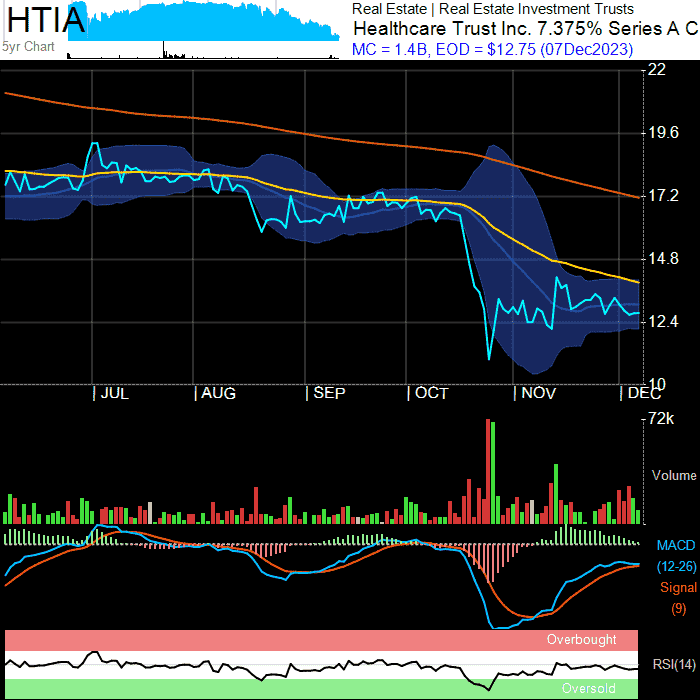 HTIA
5yr Chart
Real Estate | Real Estate Investment Trusts
Healthcare Trust Inc. 7.375% Series A C
MC = 1.4B, EOD = $12.75 (07Dec2023)
22
19.6
17.2
14.8
12.4
10
JUL AUG SEP OCT NOV DEC
72k
Volume
MACD
(12-26)
Signal
(9)
Overbought
RSI(14)
Oversold